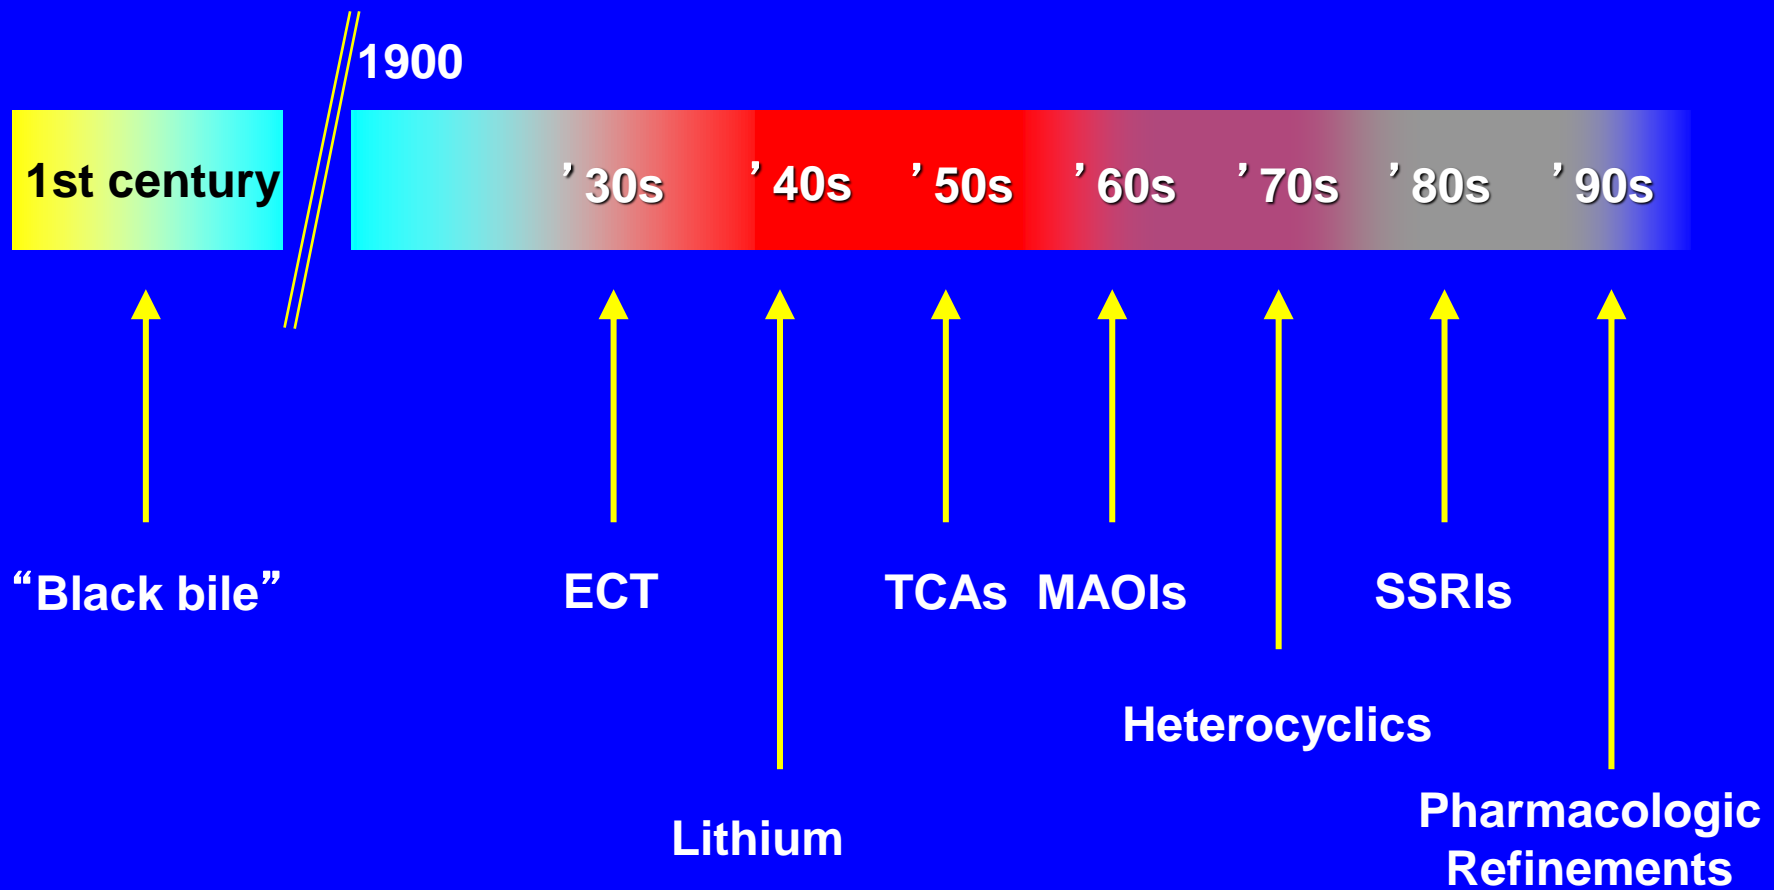 1900
1st century ’30s ’40s ’50s ’60s ’70s ’80s ’90s
“Black bile” ECT TCAs MAOIs SSRIs
Heterocyclics
Lithium
Pharmacologic
Refinements